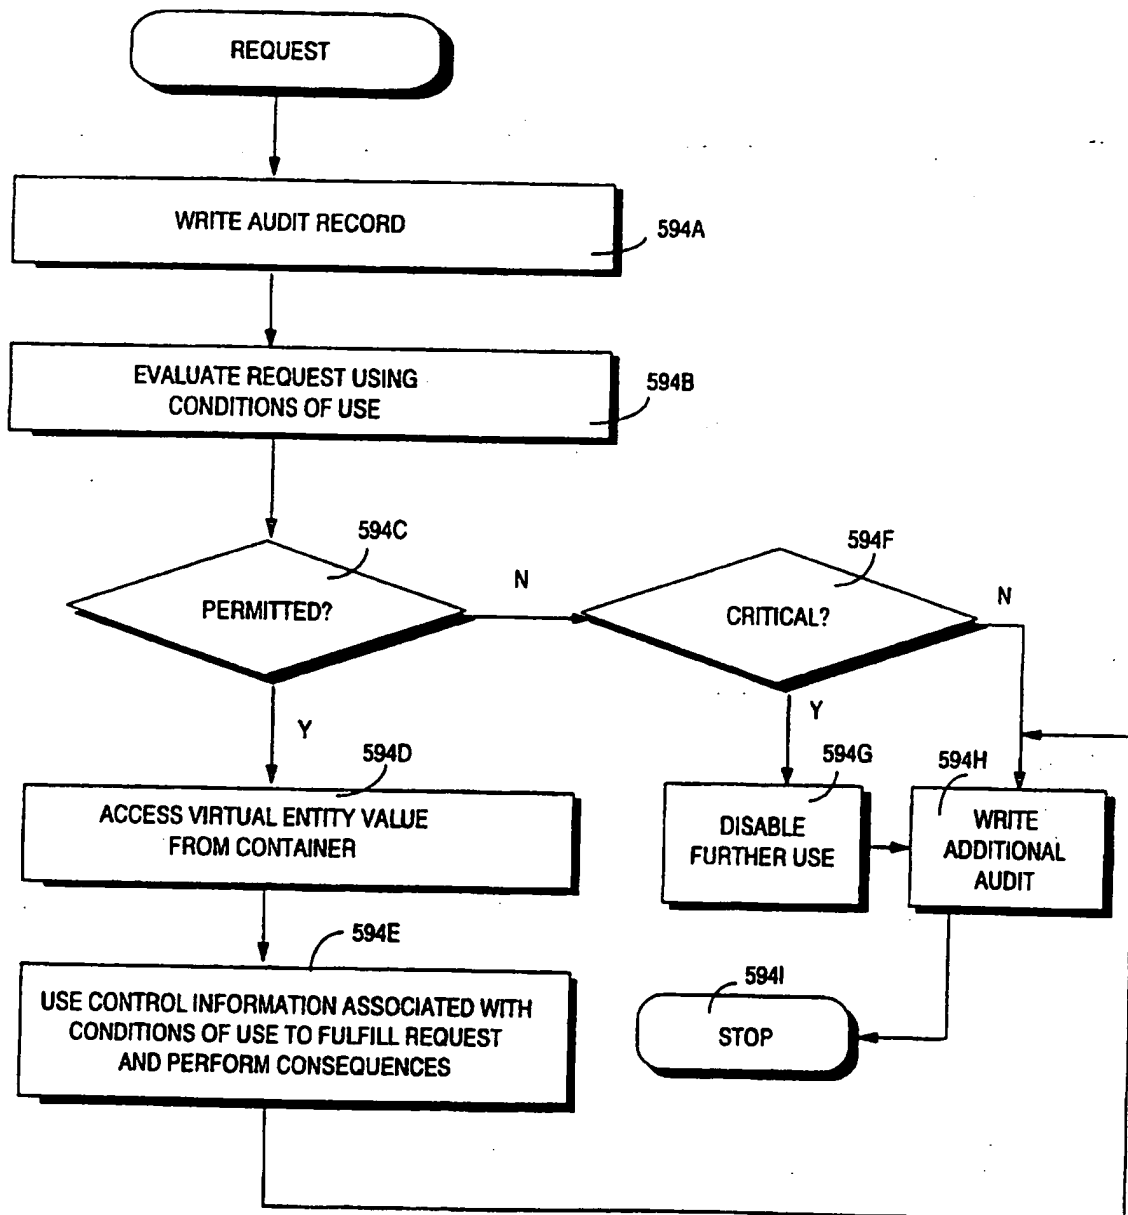 REQUEST
WRITE AUDIT RECORD
594A
EVALUATE REQUEST USING
CONDITIONS OF USE
594B
594C
PERMITTED?
N
594F
CRITICAL?
N
Y
Y
594D
ACCESS VIRTUAL ENTITY VALUE
FROM CONTAINER
594G
DISABLE
FURTHER USE
594H
WRITE
ADDITIONAL
AUDIT
594E
USE CONTROL INFORMATION ASSOCIATED WITH
CONDITIONS OF USE TO FULFILL REQUEST
AND PERFORM CONSEQUENCES
594I
STOP